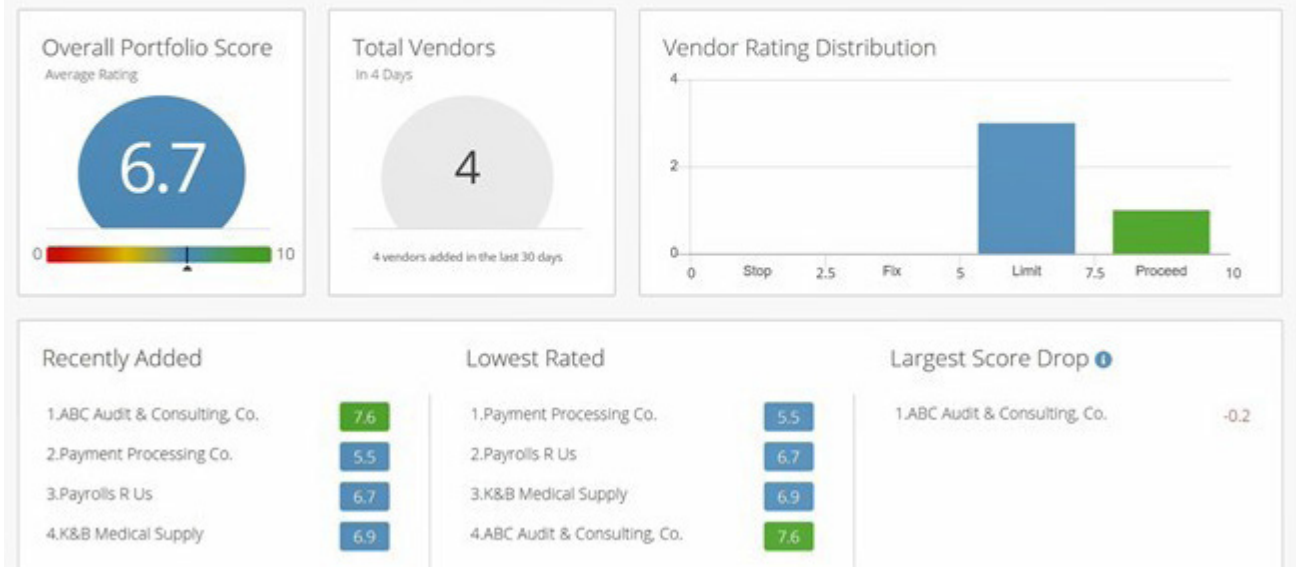 Overall Portfolio Score
Average Rating
6.7
0
10
Total Vendors
In 4 Days
4
4 vendors added in the last 30 days
Vendor Rating Distribution
4
2
0
0 Stop 2.5 Fix 5 Limit 7.5 Proceed 10
Recently Added
1.ABC Audit & Consulting, Co. 7.6
2.Payment Processing Co. 5.5
3.Payrolls R Us 6.7
4.K&B Medical Supply 6.9
Lowest Rated
1.Payment Processing Co. 5.5
2.Payrolls R Us 6.7
3.K&B Medical Supply 6.9
4.ABC Audit & Consulting, Co. 7.6
Largest Score Drop i
1.ABC Audit & Consulting, Co. -0.2